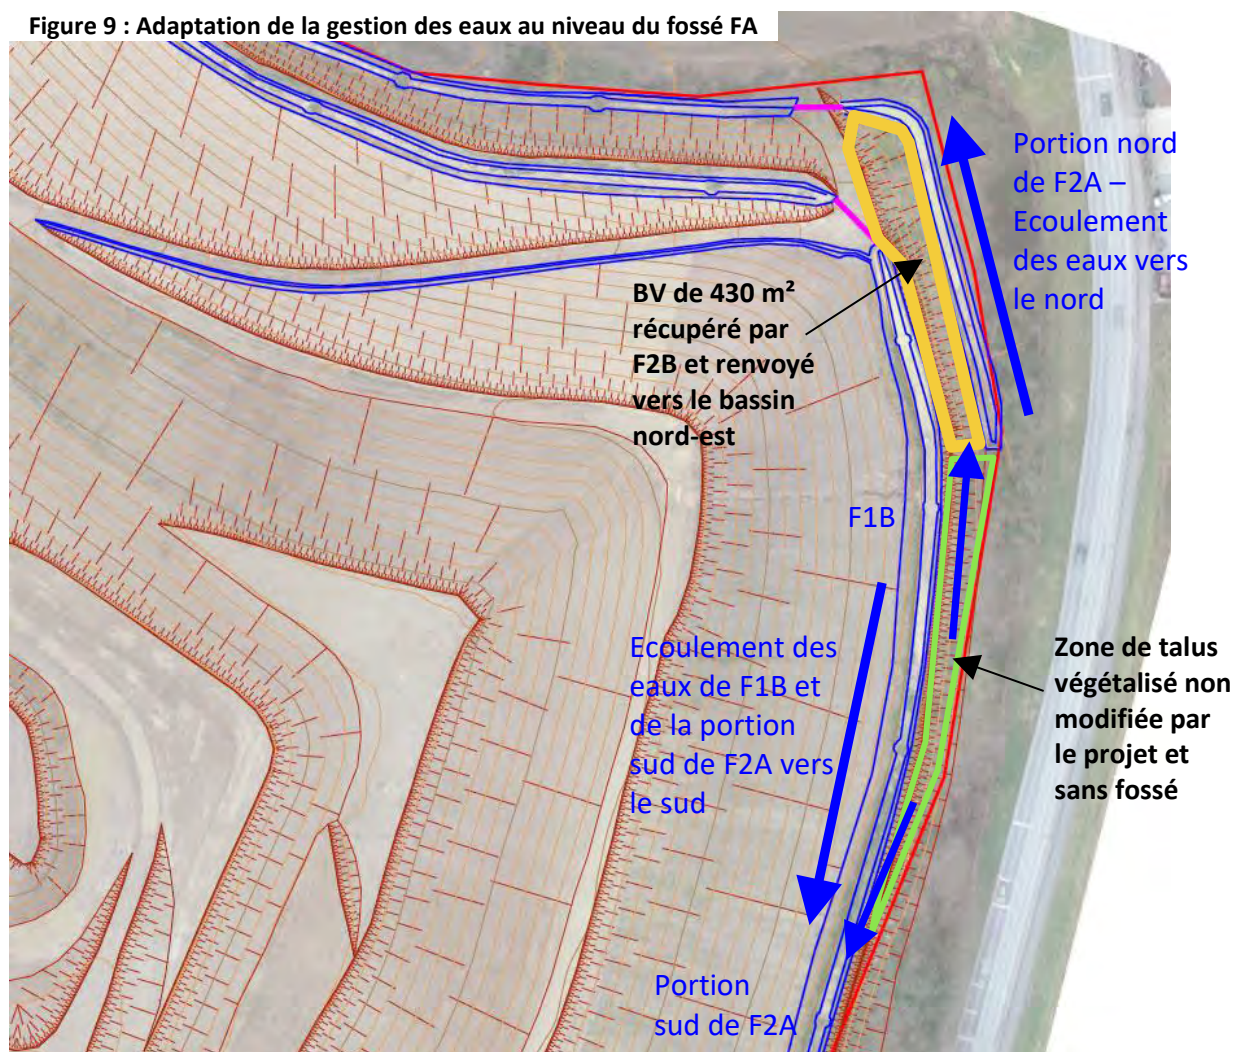 Figure 9 : Adaptation de la gestion des eaux au niveau du fossé FA
Portion nord
de F2A –
Ecoulement
des eaux vers
le nord
BV de 430 m²
récupéré par
F2B et renvoyé
vers le bassin
nord-est
F1B
Ecoulement des
eaux de F1B et
de la portion
sud de F2A vers
le sud
Zone de talus
végétalisé non
modifiée par
le projet et
sans fossé
Portion
sud de F2A